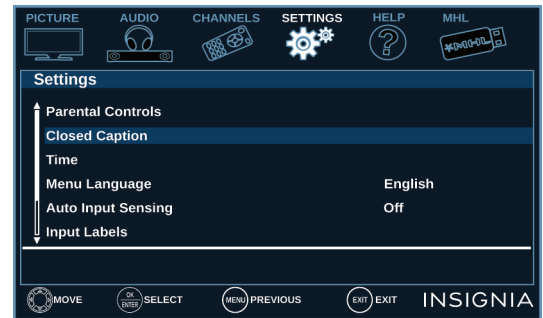 PICTURE AUDIO CHANNELS SETTINGS HELP MHL
?
MHL
Settings
Parental Controls
Closed Caption
Time
Menu Language English
Auto Input Sensing Off
Input Labels
MOVE OK ENTER SELECT MENU PREVIOUS EXIT EXIT INSIGNIA